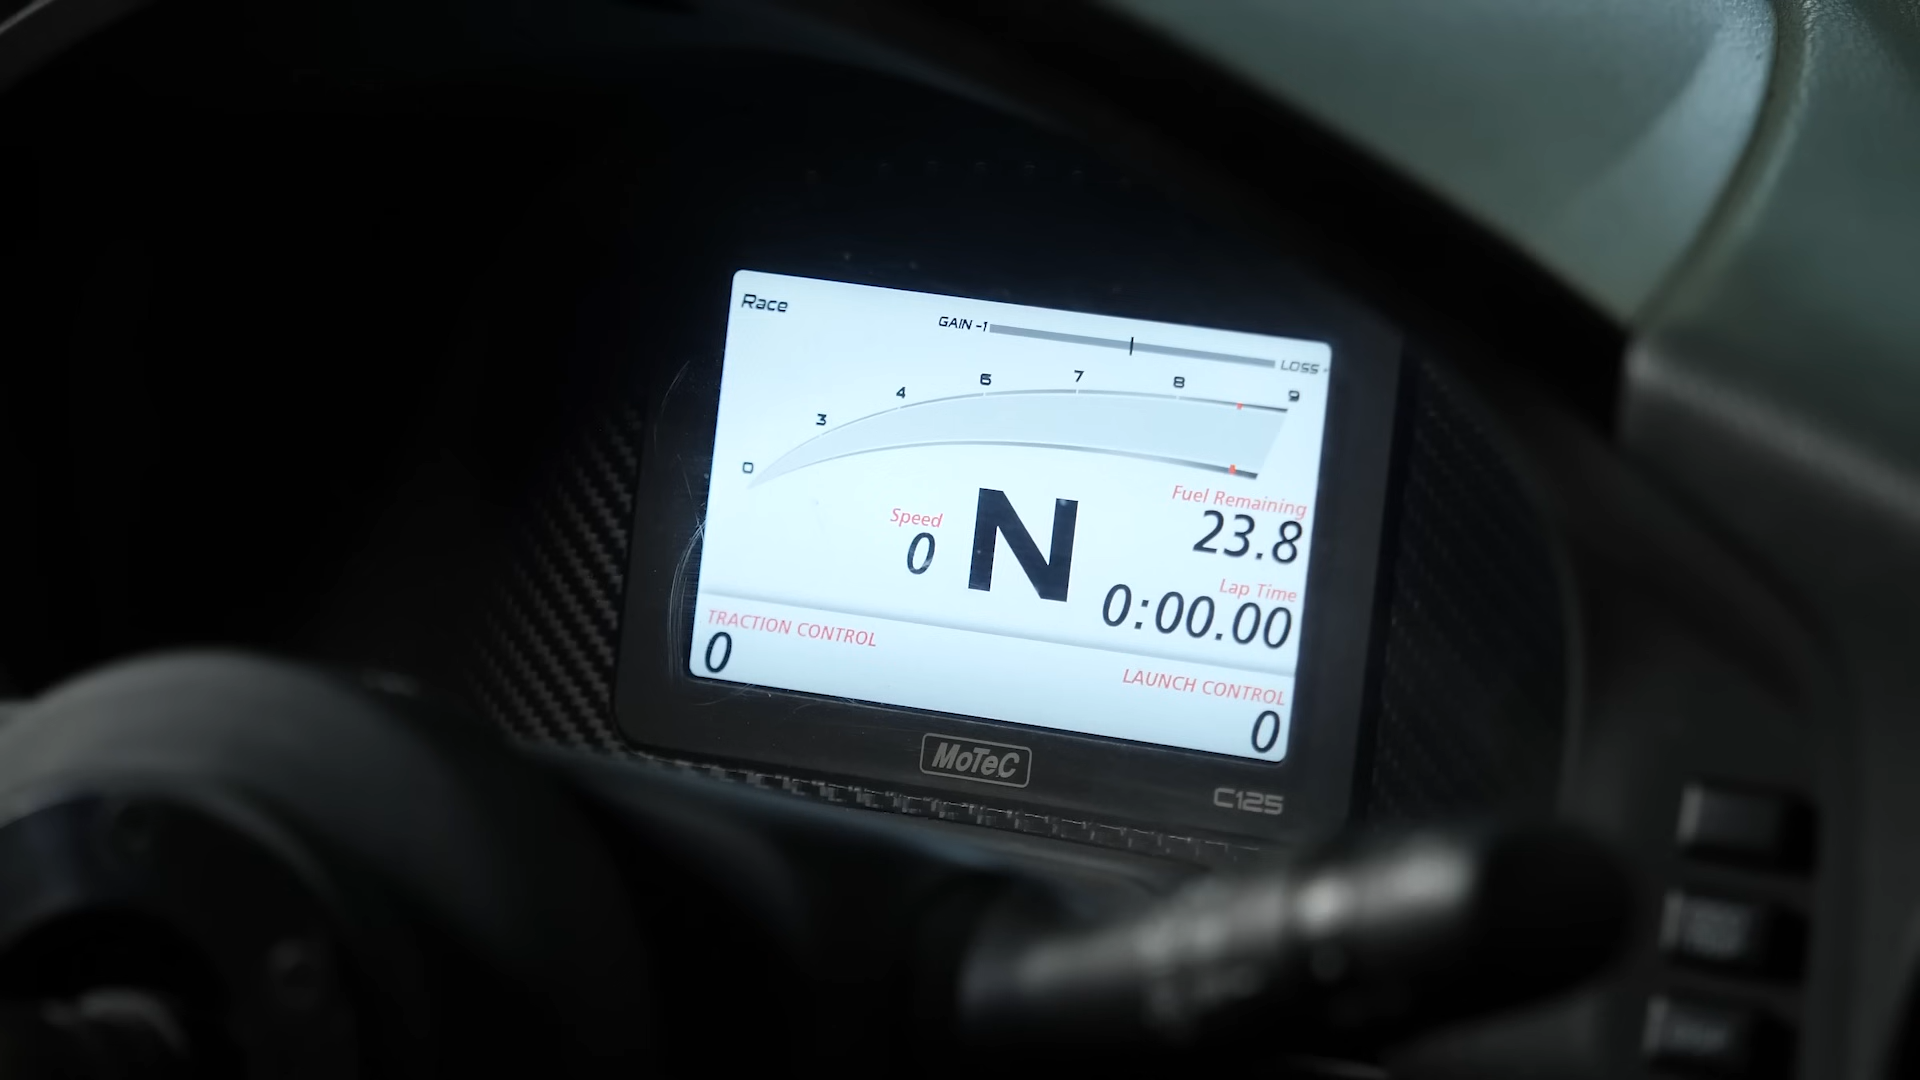 Race
GAIN -1
LOSS
0 3 4 6 7 8 9
Speed
0
N
Fuel Remaining
23.8
Lap Time
0:00.00
TRACTION CONTROL
0
LAUNCH CONTROL
0
MoTeC
C125